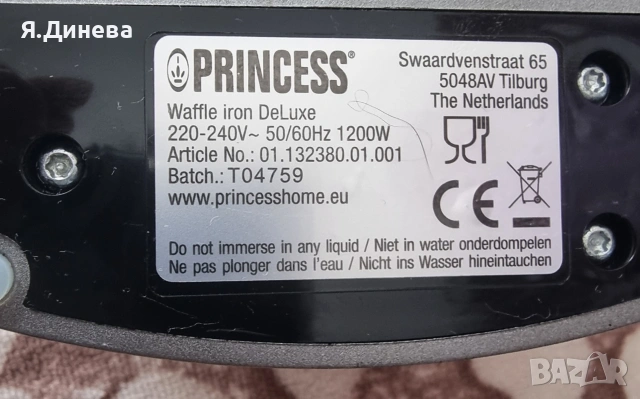 Я.Динева
PRINCESS®
Swaardvenstraat 65
5048AV Tilburg
The Netherlands
Waffle iron DeLuxe
220-240V~ 50/60Hz 1200W
Article No.: 01.132380.01.001
Batch.: T04759
www.princesshome.eu
CE
Do not immerse in any liquid / Niet in water onderdompelen
Ne pas plonger dans l'eau / Nicht ins Wasser hineintauchen
BAZAR